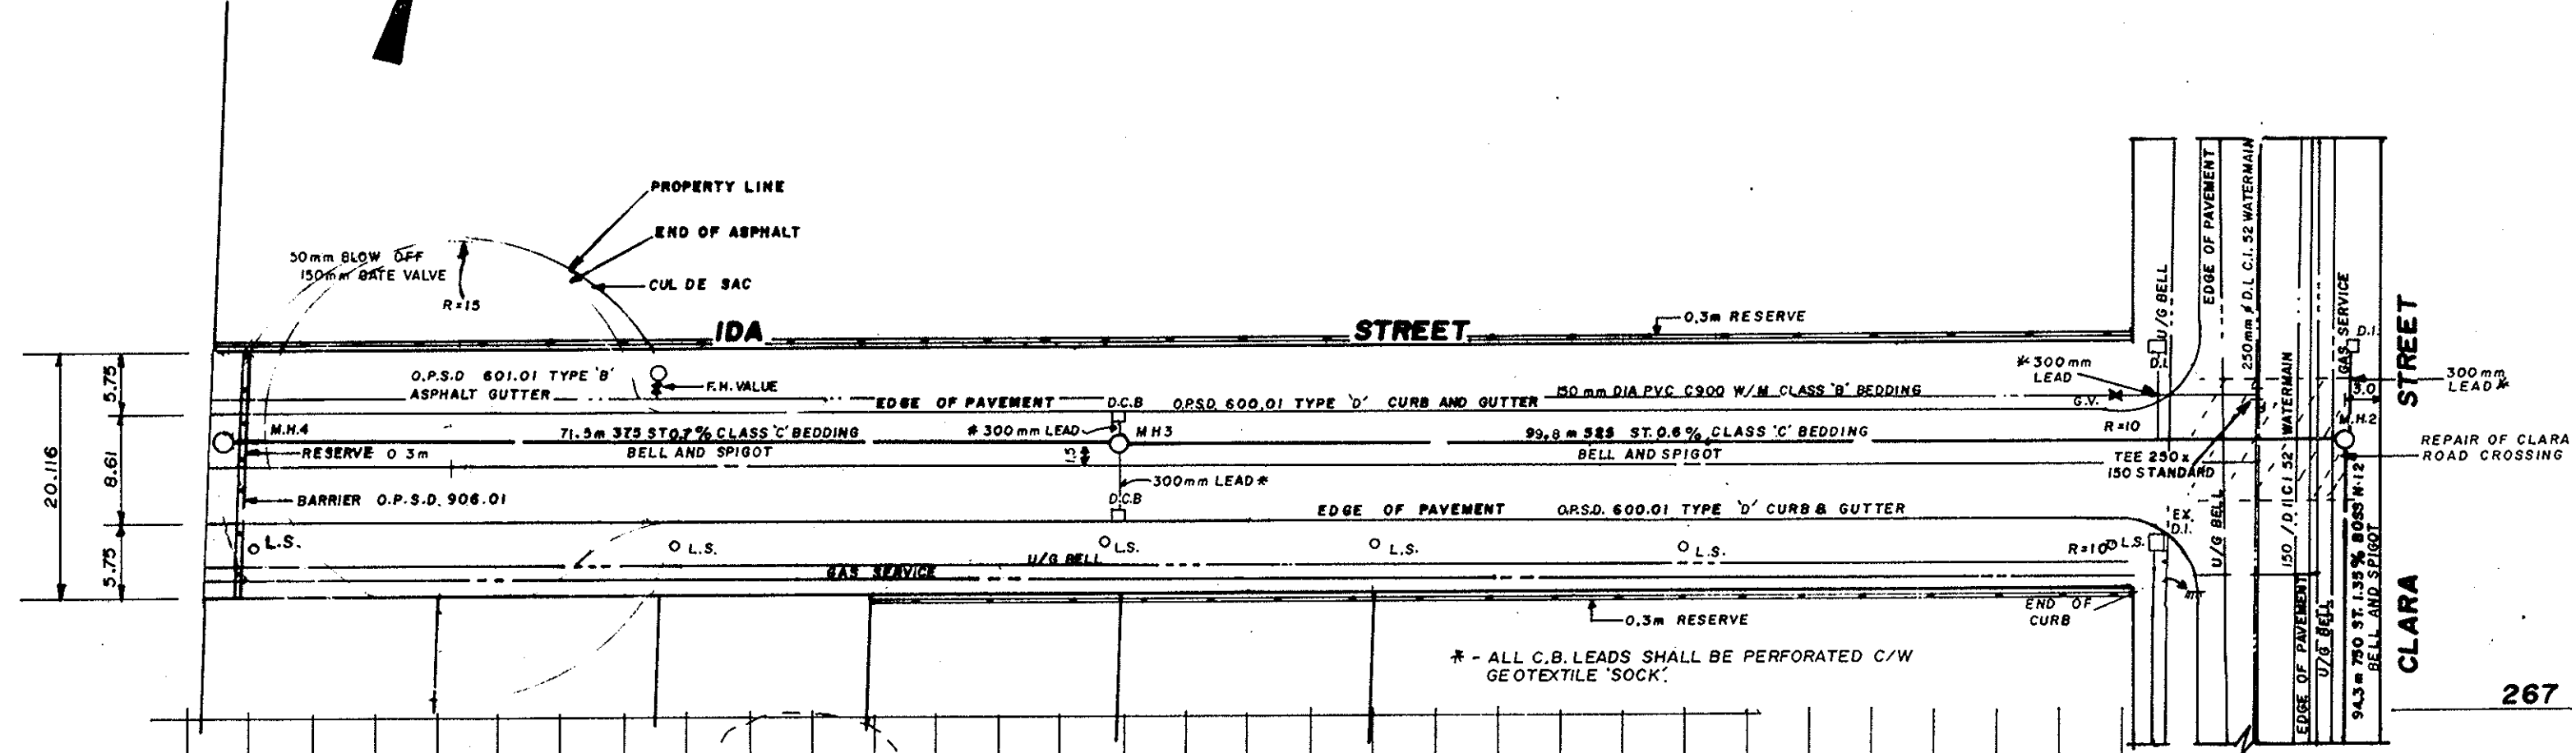 PROPERTY LINE
END OF ASPHALT
50mm BLOW OFF
150mm GATE VALVE
CUL DE SAC
R=15
IDA STREET
0.3m RESERVE
20.116
5.75
8.61
5.75
O.P.S.D 601.01 TYPE 'B'
ASPHALT GUTTER
F.H. VALUE
EDGE OF PAVEMENT
D.C.B
O.P.S.D. 600.01 TYPE 'D' CURB AND GUTTER
150 mm DIA PVC C900 W/M CLASS 'B' BEDDING
G.V.
R=10
* 300mm
LEAD
D.I.
U/G BELL
EDGE OF PAVEMENT
250mm ø D.I. C.I. 52 WATERMAIN
GAS SERVICE
D.I.
300mm
LEAD *
3.0
M.H.2
M.H.4
71.5m 375 ST 0.7% CLASS 'C' BEDDING
BELL AND SPIGOT
* 300mm LEAD
MH3
99.8 m 525 ST. 0.6% CLASS 'C' BEDDING
BELL AND SPIGOT
1.5
RESERVE 0 3m
BARRIER O.P.S.D. 906.01
300mm LEAD *
D.C.B
TEE 250 x
150 STANDARD
REPAIR OF CLARA
ROAD CROSSING
EDGE OF PAVEMENT
O.P.S.D. 600.01 TYPE 'D' CURB & GUTTER
EX.
D.I.
L.S.
L.S.
L.S.
L.S.
L.S.
L.S.
R=10
U/G BELL
GAS SERVICE
U/G BELL
150 / D I C I 52 WATERMAIN
EDGE OF PAVEMENT
U/G BELL
94.3 m 750 ST. 1.35% BOSS N-12
BELL AND SPIGOT
CLARA STREET
END OF
CURB
0.3m RESERVE
* - ALL C.B. LEADS SHALL BE PERFORATED C/W
GEOTEXTILE 'SOCK'.
267